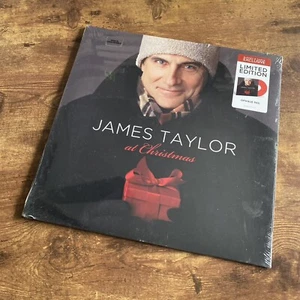 EXCLUSIVE
LIMITED
EDITION
JAMES TAYLOR
at Christmas